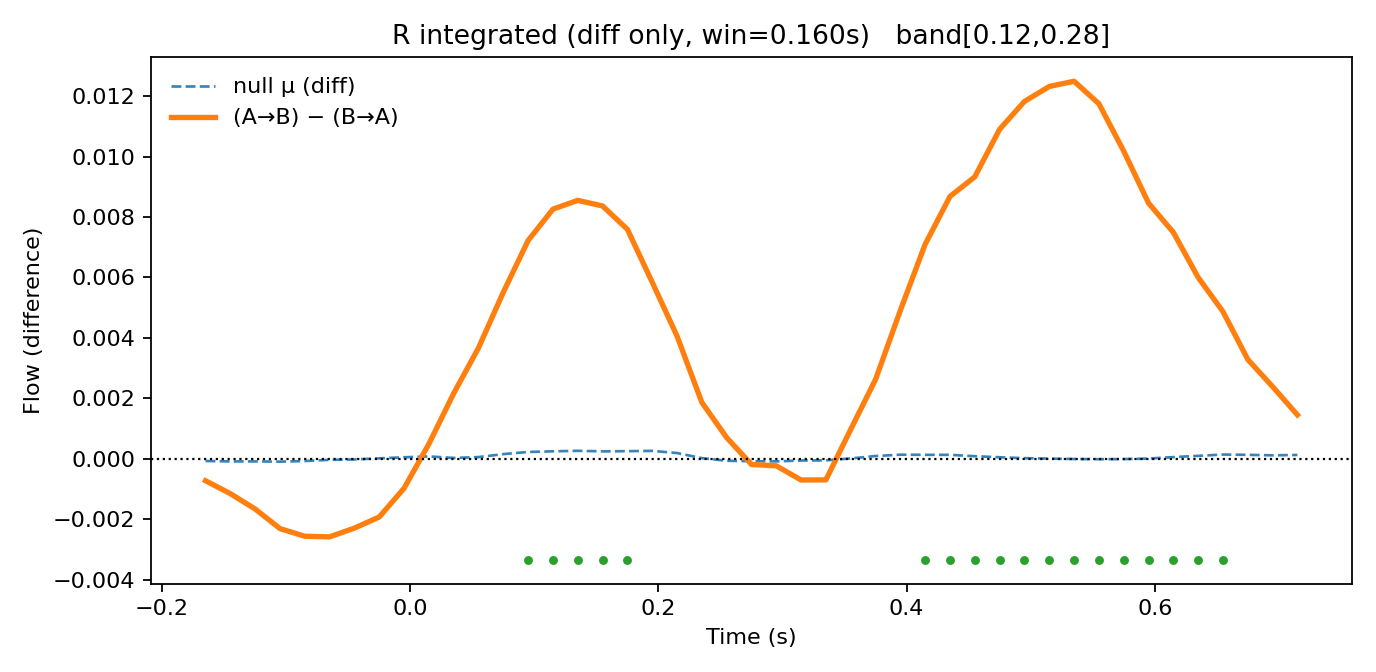 R integrated (diff only, win=0.160s)   band[0.12,0.28]
null μ (diff)
(A→B) − (B→A)
Flow (difference)
0.012
0.010
0.008
0.006
0.004
0.002
0.000
−0.002
−0.004
−0.2
0.0
0.2
0.4
0.6
Time (s)